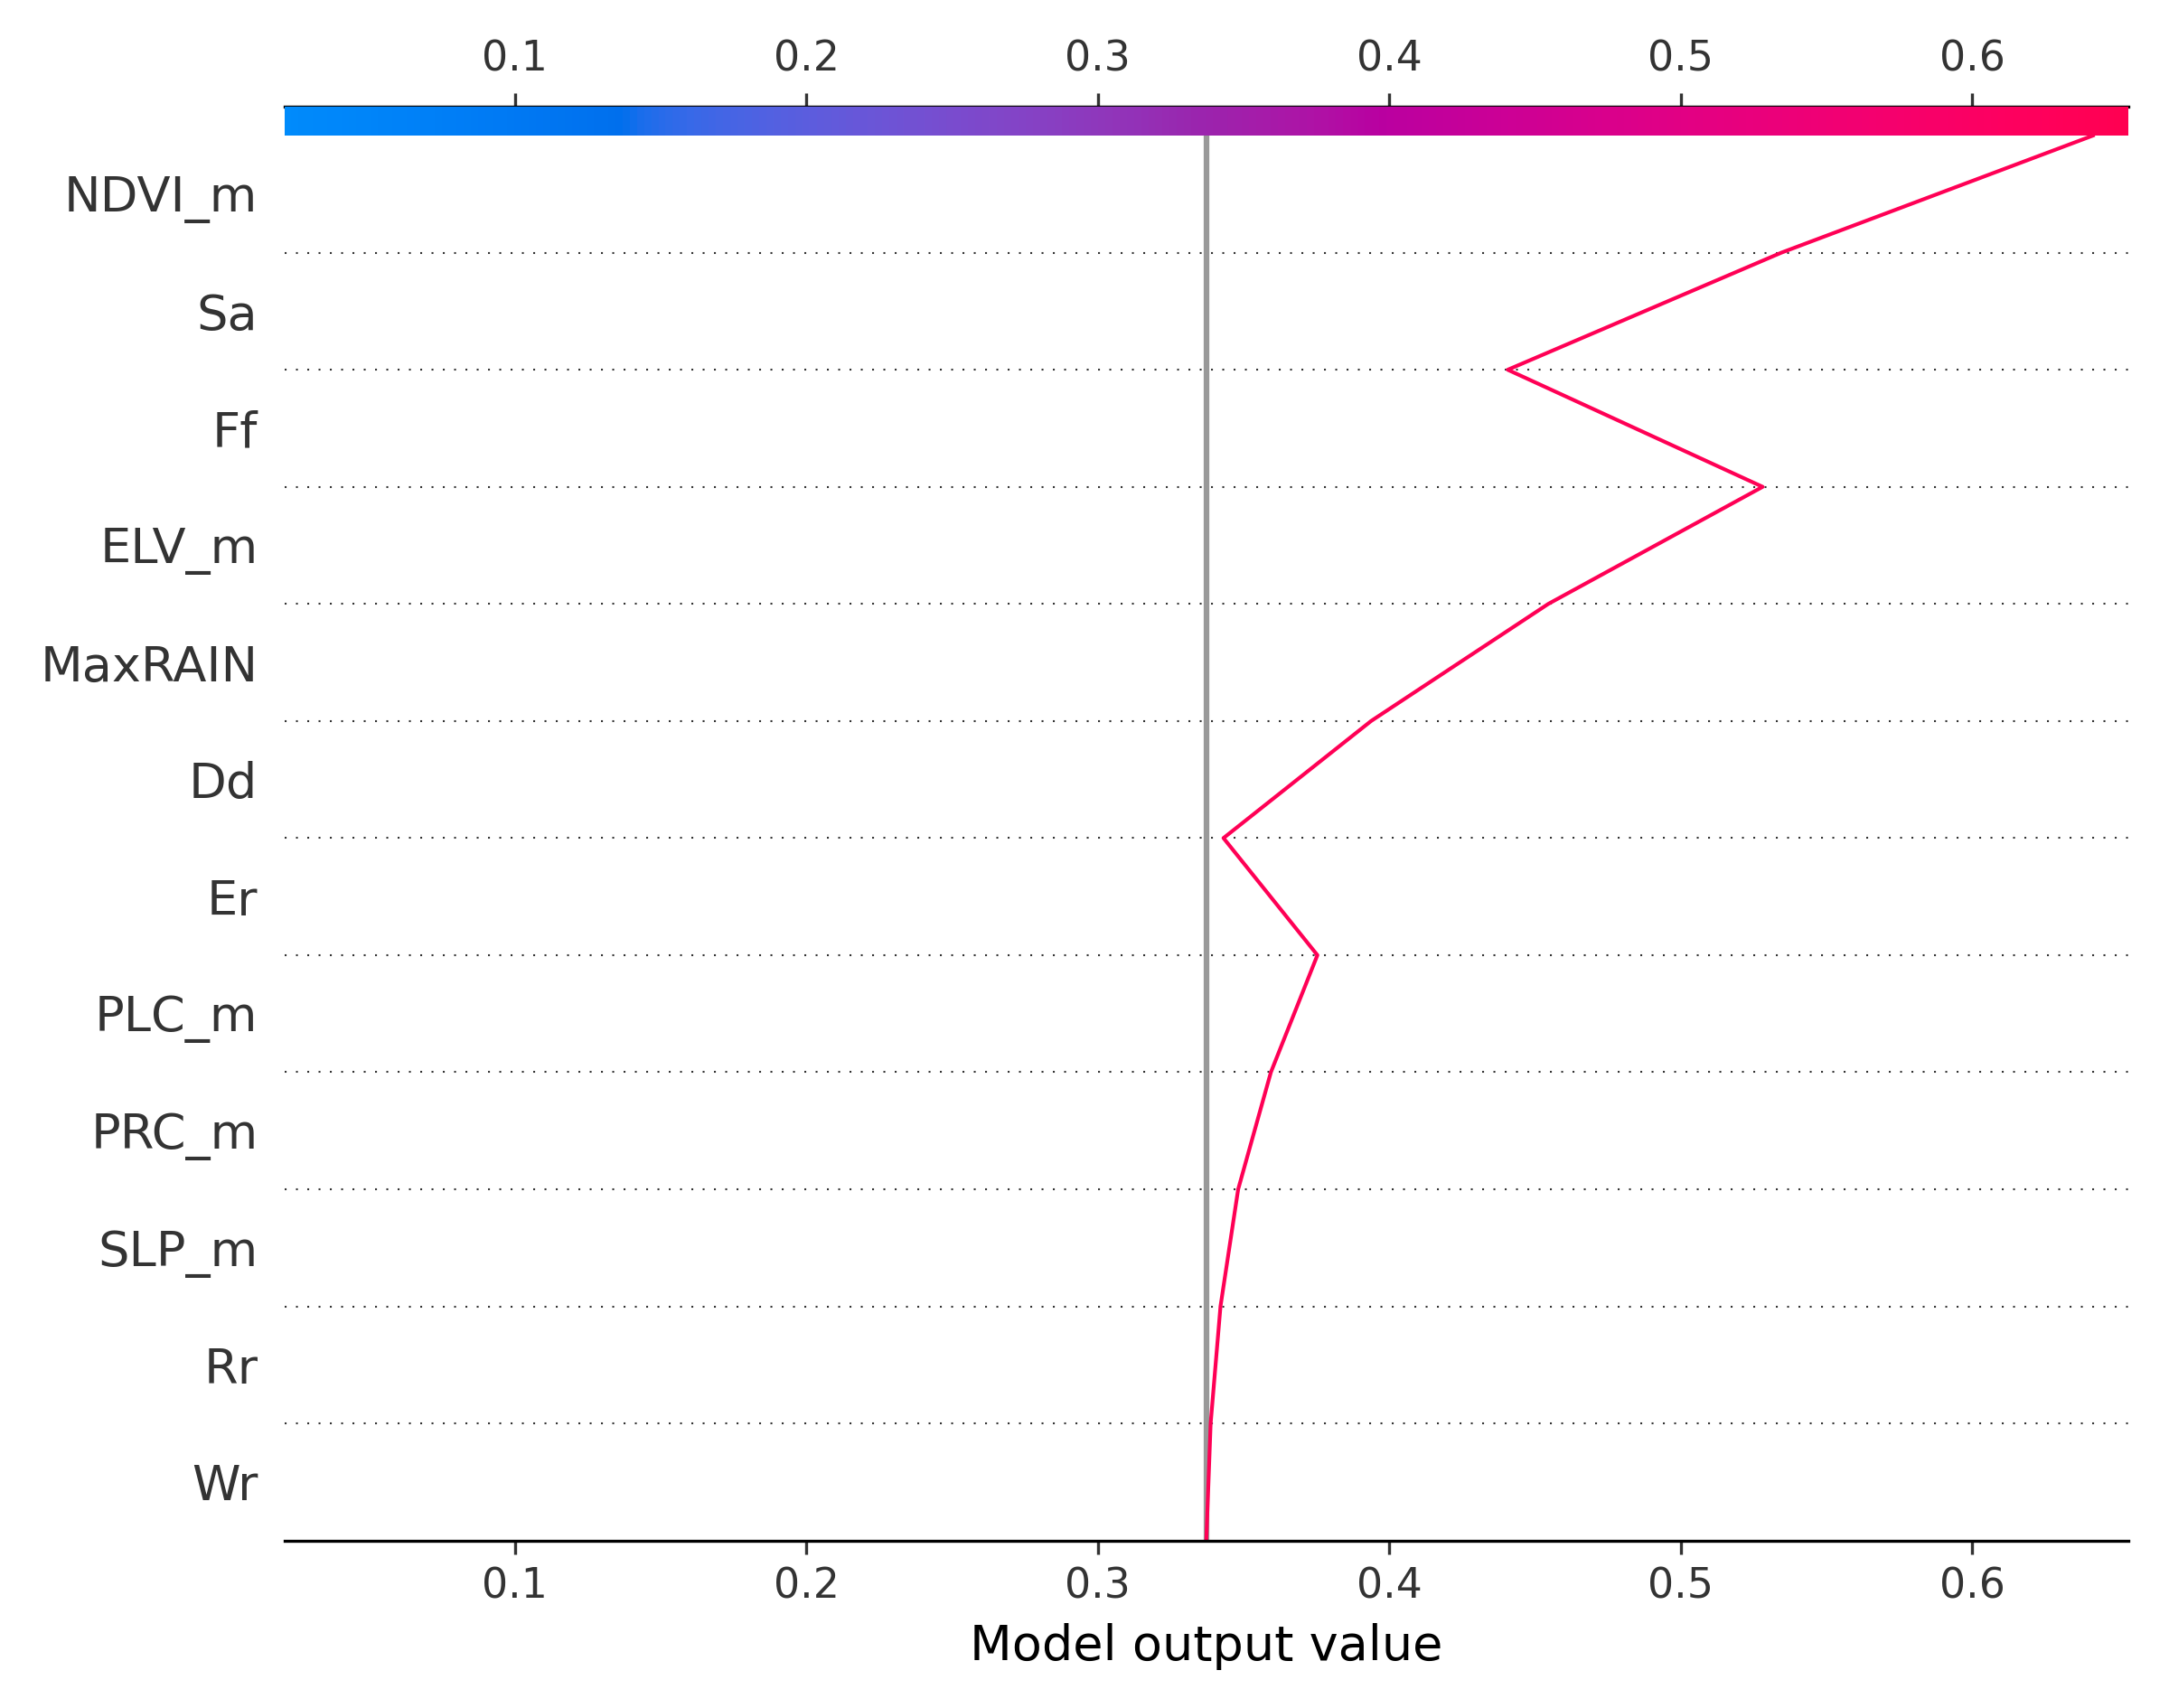 0.1 0.2 0.3 0.4 0.5 0.6
NDVI_m
Sa
Ff
ELV_m
MaxRAIN
Dd
Er
PLC_m
PRC_m
SLP_m
Rr
Wr
0.1 0.2 0.3 0.4 0.5 0.6
Model output value